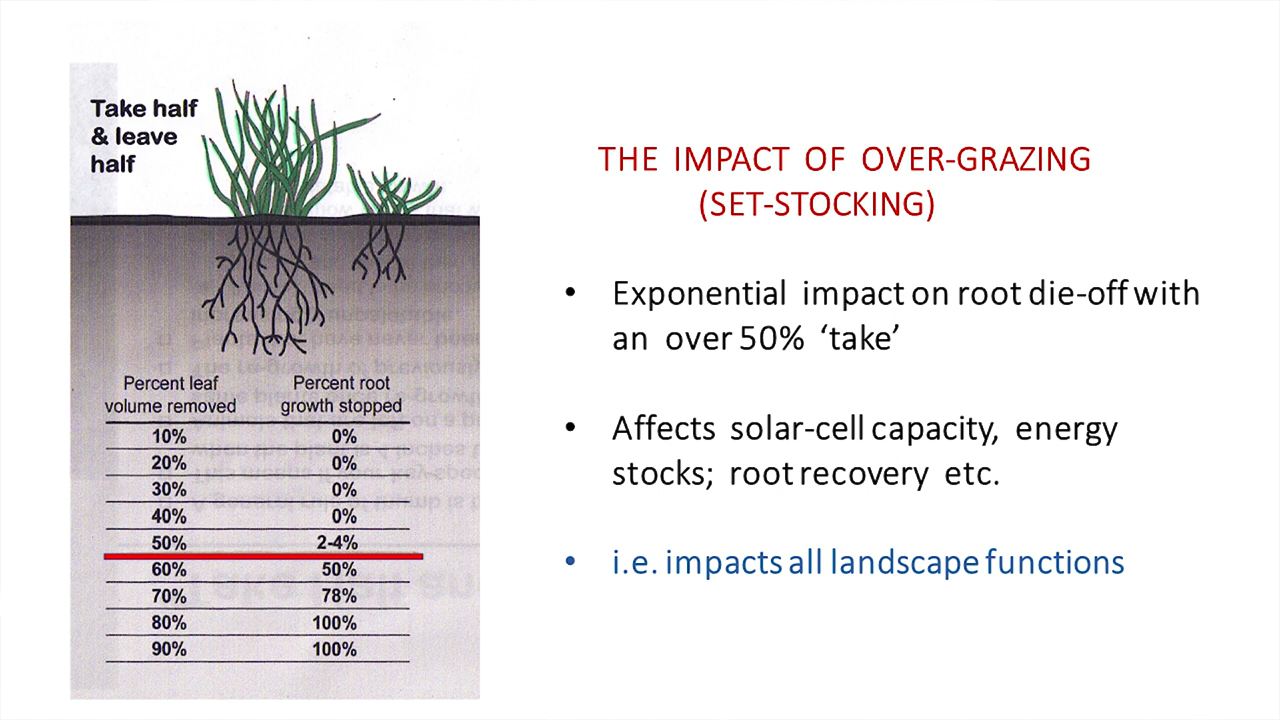 Take half
& leave
half
Percent leaf
volume removed
Percent root
growth stopped
10% 0%
20% 0%
30% 0%
40% 0%
50% 2-4%
60% 50%
70% 78%
80% 100%
90% 100%
THE IMPACT OF OVER-GRAZING
(SET-STOCKING)
• Exponential impact on root die-off with
an over 50% ‘take’
• Affects solar-cell capacity, energy
stocks; root recovery etc.
• i.e. impacts all landscape functions